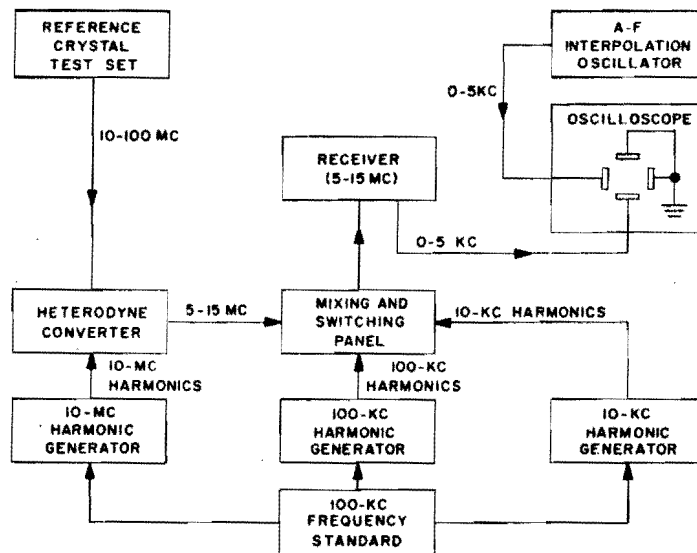 REFERENCE
CRYSTAL
TEST SET
A-F
INTERPOLATION
OSCILLATOR
0-5KC
OSCILLOSCOPE
10-100 MC
RECEIVER
(5-15 MC)
0-5 KC
HETERODYNE
CONVERTER
5-15 MC
MIXING AND
SWITCHING
PANEL
10-KC HARMONICS
10-MC
HARMONICS
100-KC
HARMONICS
10-MC
HARMONIC
GENERATOR
100-KC
HARMONIC
GENERATOR
10-KC
HARMONIC
GENERATOR
100-KC
FREQUENCY
STANDARD